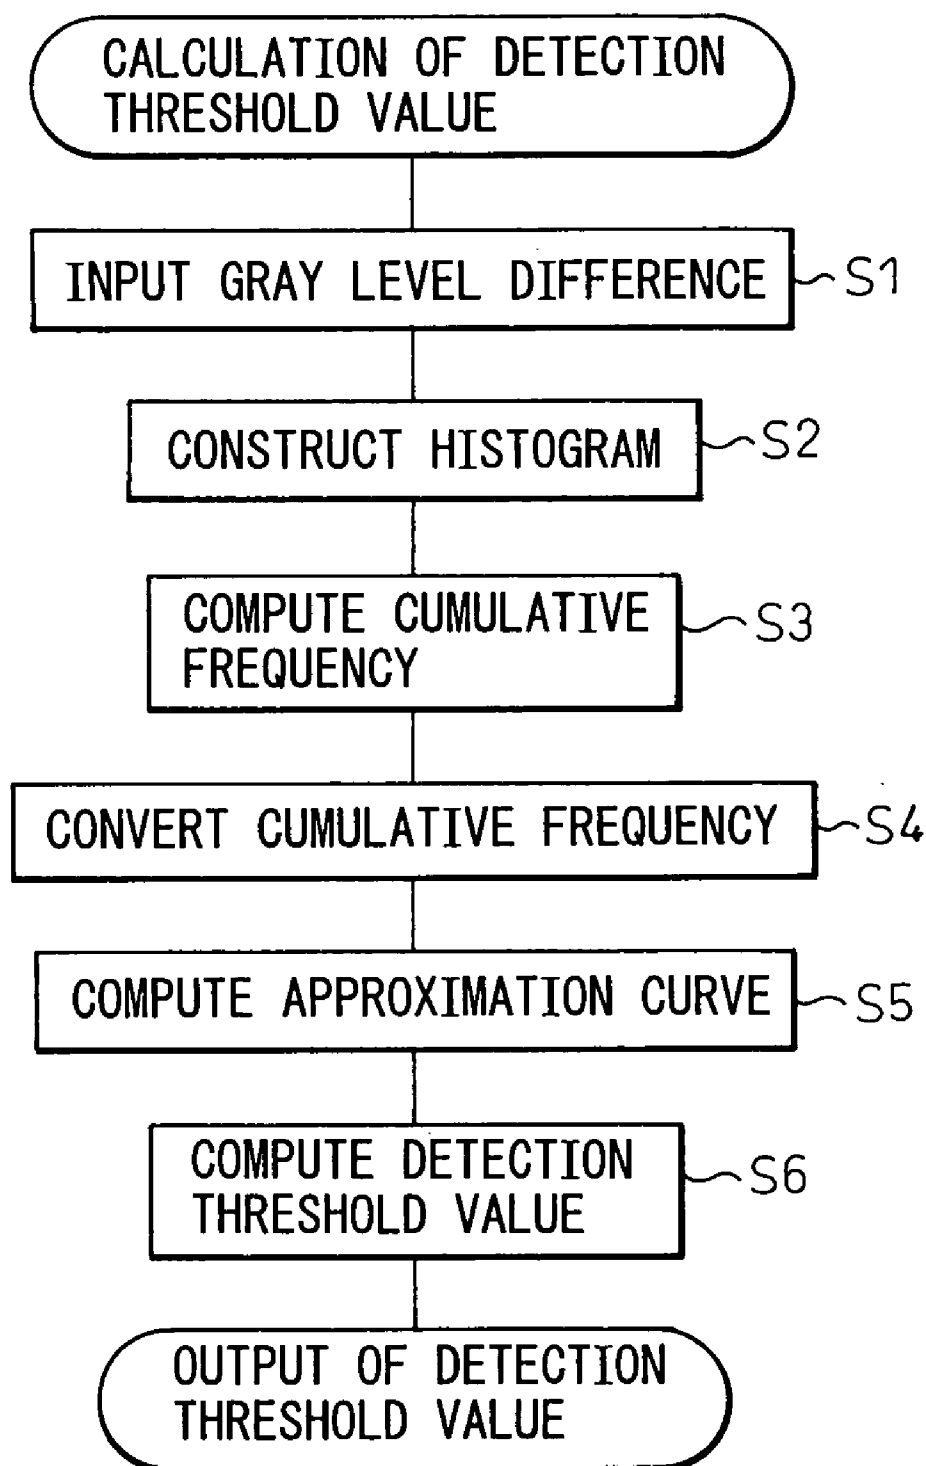 CALCULATION OF DETECTION
THRESHOLD VALUE
INPUT GRAY LEVEL DIFFERENCE
S1
CONSTRUCT HISTOGRAM
S2
COMPUTE CUMULATIVE
FREQUENCY
S3
CONVERT CUMULATIVE FREQUENCY
S4
COMPUTE APPROXIMATION CURVE
S5
COMPUTE DETECTION
THRESHOLD VALUE
S6
OUTPUT OF DETECTION
THRESHOLD VALUE